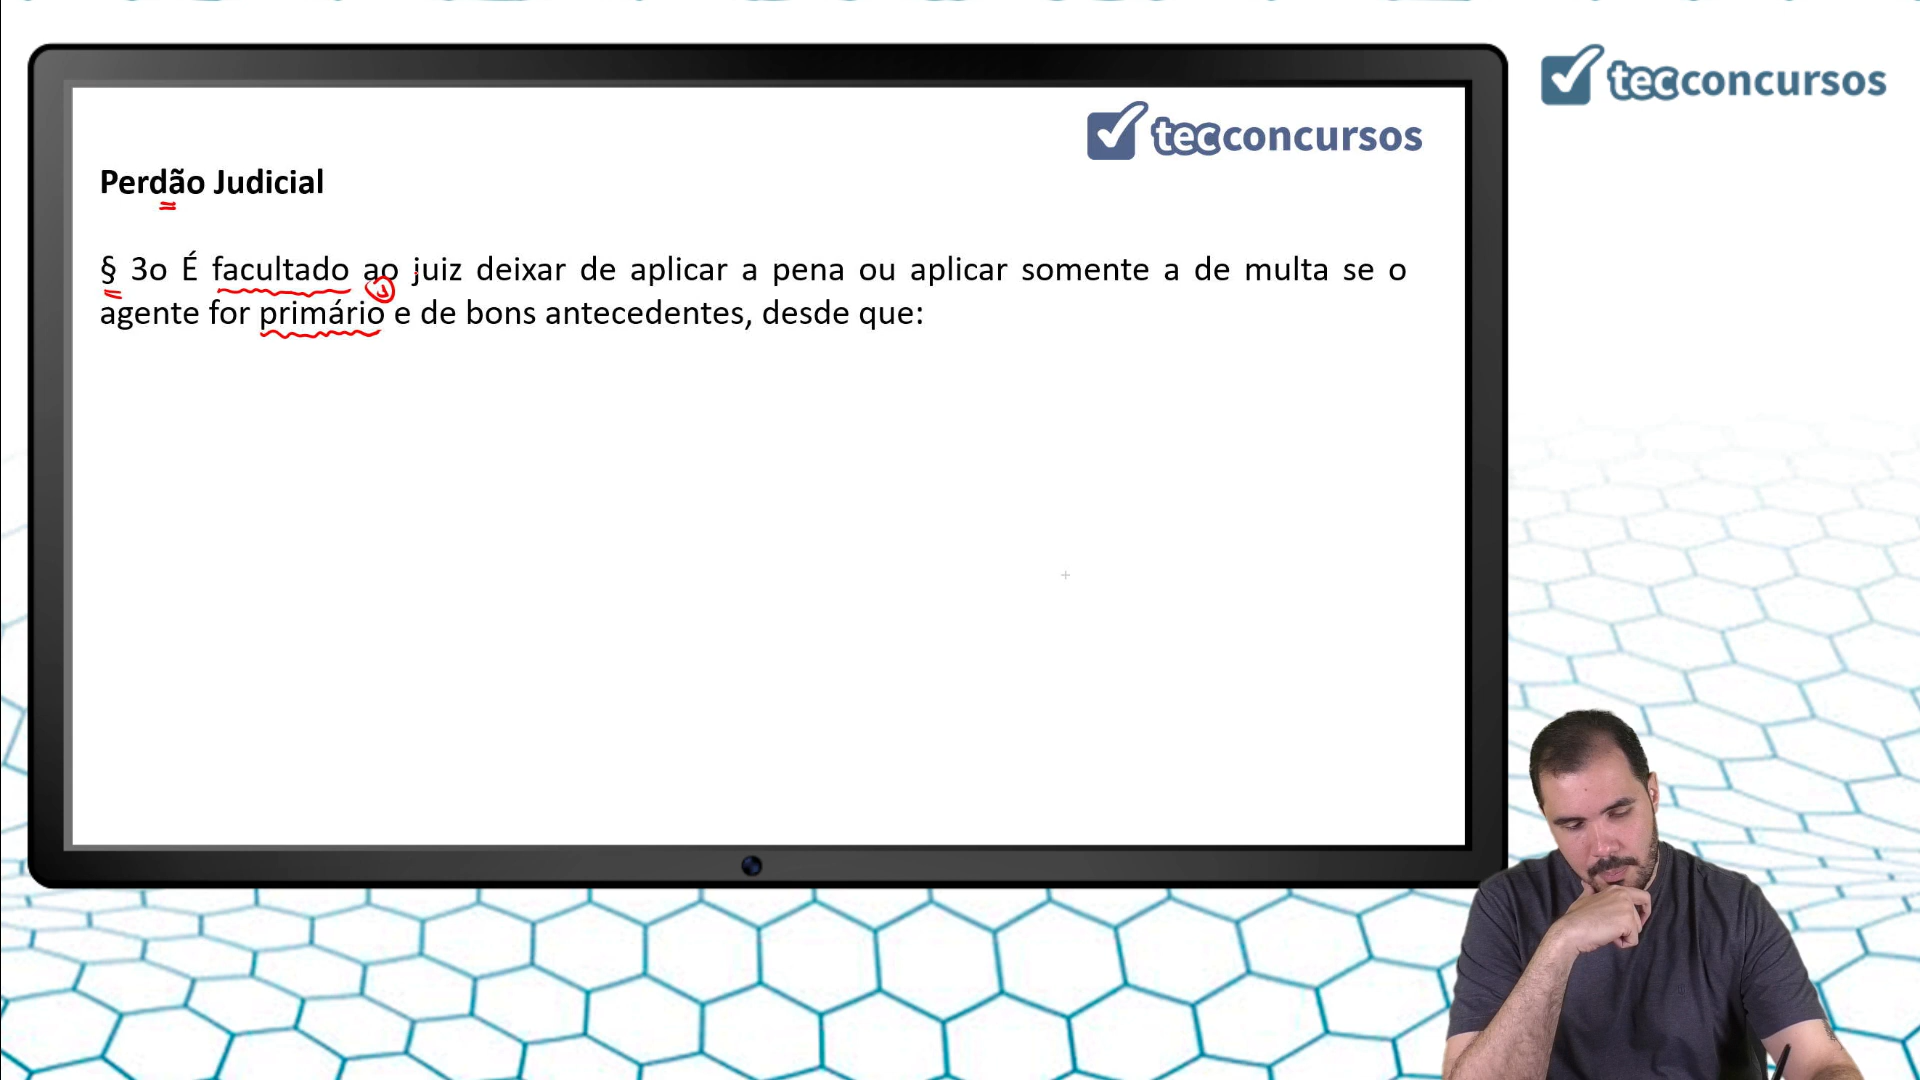 tecconcursos
tecconcursos
Perdão Judicial
§ 3o É facultado ao juiz deixar de aplicar a pena ou aplicar somente a de multa se o
agente for primário e de bons antecedentes, desde que: